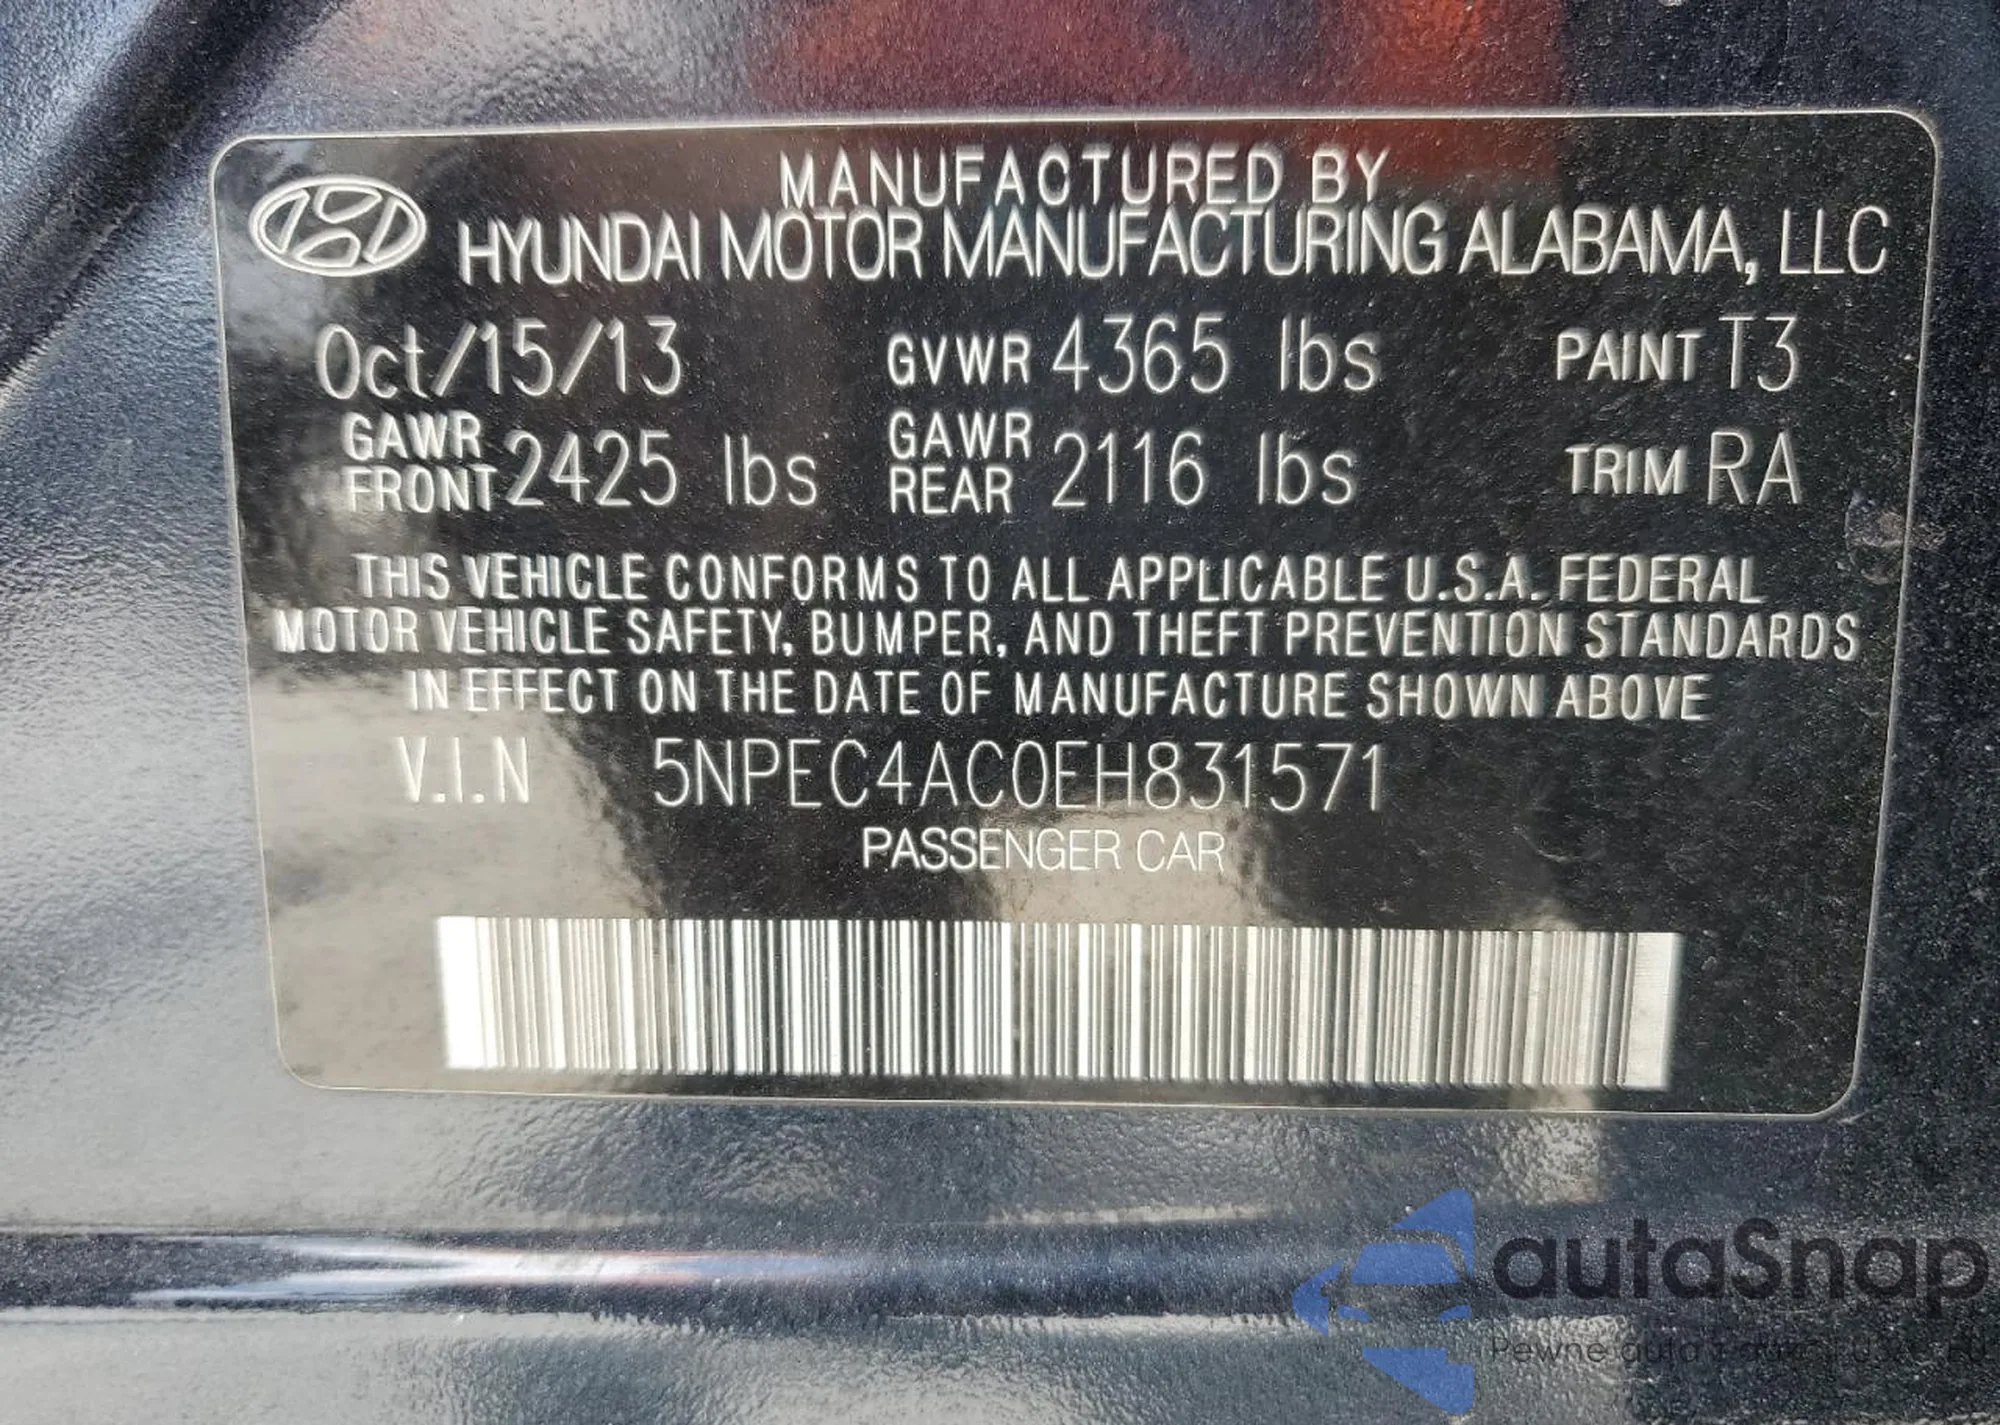 MANUFACTURED BY
HYUNDAI MOTOR MANUFACTURING ALABAMA, LLC
Oct/15/13 GVWR 4365 lbs PAINT T3
GAWR FRONT 2425 lbs GAWR REAR 2116 lbs TRIM RA
THIS VEHICLE CONFORMS TO ALL APPLICABLE U.S.A. FEDERAL
MOTOR VEHICLE SAFETY, BUMPER, AND THEFT PREVENTION STANDARDS
IN EFFECT ON THE DATE OF MANUFACTURE SHOWN ABOVE
V.I.N 5NPEC4AC0EH831571
PASSENGER CAR
autaSnap
Pewne auta